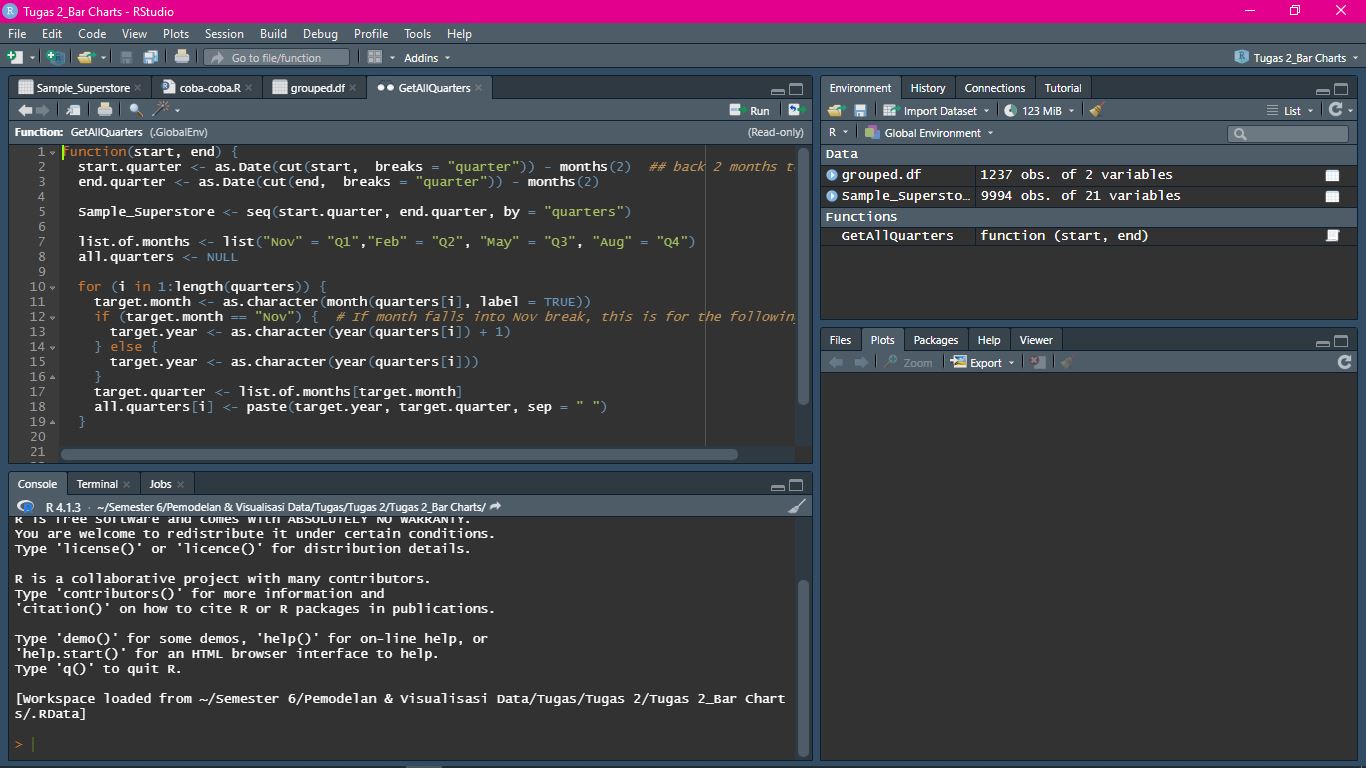 Tugas 2_Bar Charts - RStudio
File Edit Code View Plots Session Build Debug Profile Tools Help
Go to file/function Addins Tugas 2_Bar Charts
Sample_Superstore coba-coba.R grouped.df GetAllQuarters
Run
Function: GetAllQuarters (.GlobalEnv) (Read-only)
1 function(start, end) {
2 start.quarter <- as.Date(cut(start, breaks = "quarter")) - months(2) ## back 2 months t
3 end.quarter <- as.Date(cut(end, breaks = "quarter")) - months(2)
4
5 Sample_Superstore <- seq(start.quarter, end.quarter, by = "quarters")
6
7 list.of.months <- list("Nov" = "Q1","Feb" = "Q2", "May" = "Q3", "Aug" = "Q4")
8 all.quarters <- NULL
9
10 for (i in 1:length(quarters)) {
11 target.month <- as.character(month(quarters[i], label = TRUE))
12 if (target.month == "Nov") { # If month falls into Nov break, this is for the followin
13 target.year <- as.character(year(quarters[i]) + 1)
14 } else {
15 target.year <- as.character(year(quarters[i]))
16 }
17 target.quarter <- list.of.months[target.month]
18 all.quarters[i] <- paste(target.year, target.quarter, sep = " ")
19 }
20
21
Console Terminal Jobs
R 4.1.3 · ~/Semester 6/Pemodelan & Visualisasi Data/Tugas/Tugas 2/Tugas 2_Bar Charts/
R is free software and comes with ABSOLUTELY NO WARRANTY.
You are welcome to redistribute it under certain conditions.
Type 'license()' or 'licence()' for distribution details.
R is a collaborative project with many contributors.
Type 'contributors()' for more information and
'citation()' on how to cite R or R packages in publications.
Type 'demo()' for some demos, 'help()' for on-line help, or
'help.start()' for an HTML browser interface to help.
Type 'q()' to quit R.
[Workspace loaded from ~/Semester 6/Pemodelan & Visualisasi Data/Tugas/Tugas 2/Tugas 2_Bar Chart
s/.RData]
>
Environment History Connections Tutorial
Import Dataset 123 MiB List
R Global Environment
Data
grouped.df 1237 obs. of 2 variables
Sample_Supersto… 9994 obs. of 21 variables
Functions
GetAllQuarters function (start, end)
Files Plots Packages Help Viewer
Zoom Export